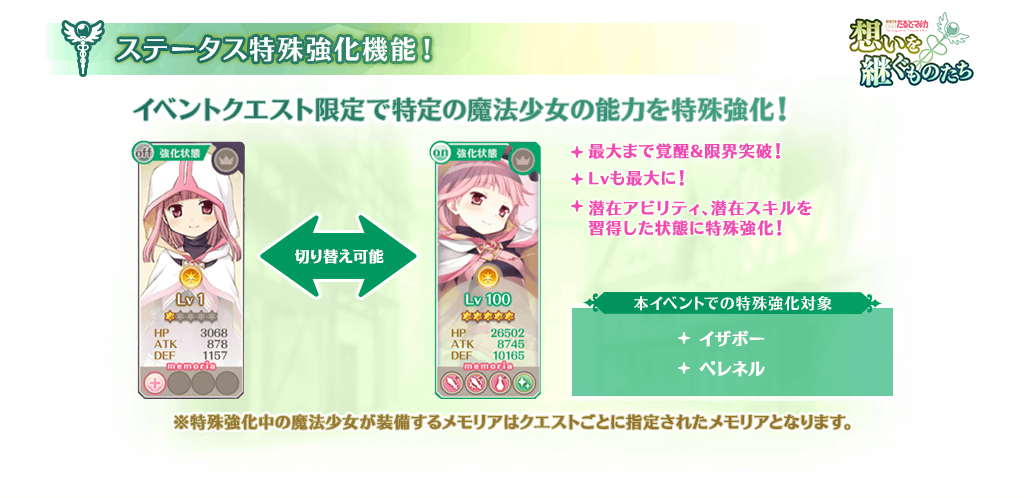 ステータス特殊強化機能！
たるとマギカ
想いを
継ぐものたち
イベントクエスト限定で特定の魔法少女の能力を特殊強化！
off 強化状態
Lv 1
HP 3068
ATK 878
DEF 1157
memoria
切り替え可能
on 強化状態
Lv 100
HP 26502
ATK 8745
DEF 10165
memoria
最大まで覚醒&限界突破！
Lvも最大に！
潜在アビリティ、潜在スキルを
習得した状態に特殊強化！
本イベントでの特殊強化対象
イザボー
ペレネル
※特殊強化中の魔法少女が装備するメモリアはクエストごとに指定されたメモリアとなります。